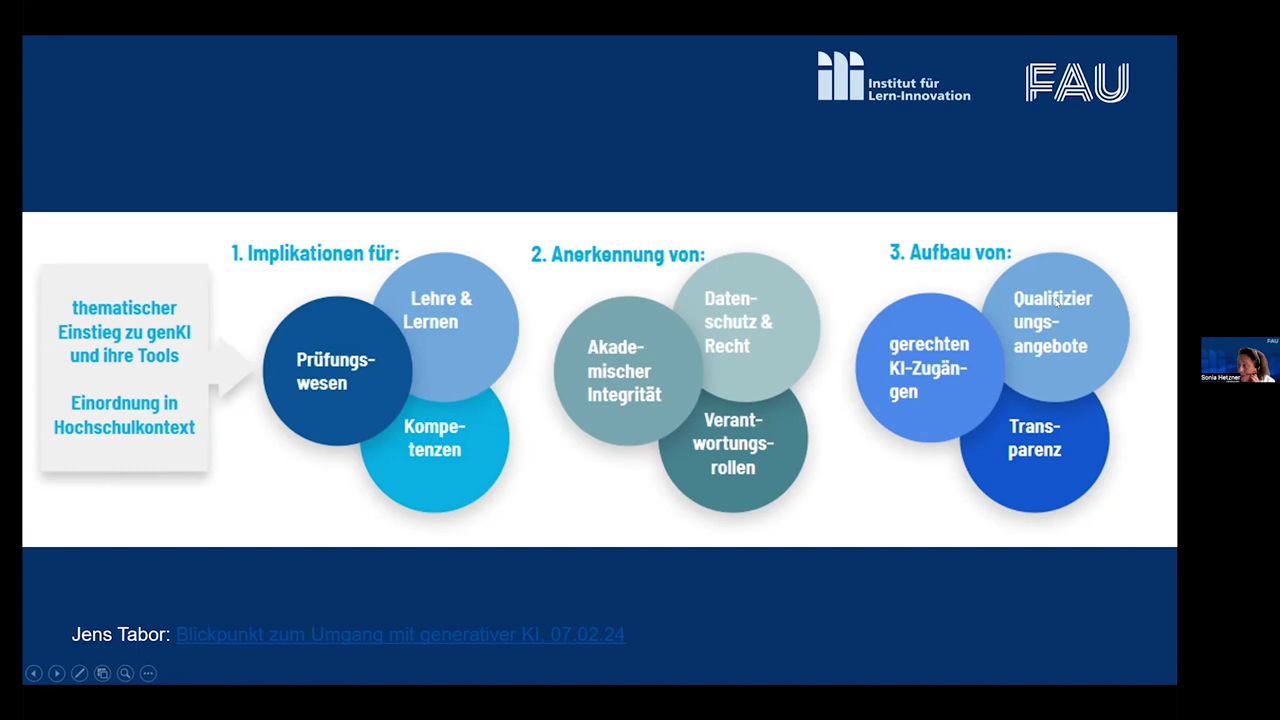 Institut für
Lern-Innovation
FAU
1. Implikationen für:
2. Anerkennung von:
3. Aufbau von:
thematischer
Einstieg zu genKI
und ihre Tools
Einordnung in
Hochschulkontext
Prüfungs-
wesen
Lehre &
Lernen
Kompe-
tenzen
Akade-
mischer
Integrität
Daten-
schutz &
Recht
Verant-
wortungs-
rollen
gerechten
KI-Zugän-
gen
Qualifizier
ungs-
angebote
Trans-
parenz
FAU
Sonia Hetzner
Jens Tabor: Blickpunkt zum Umgang mit generativer KI, 07.02.24